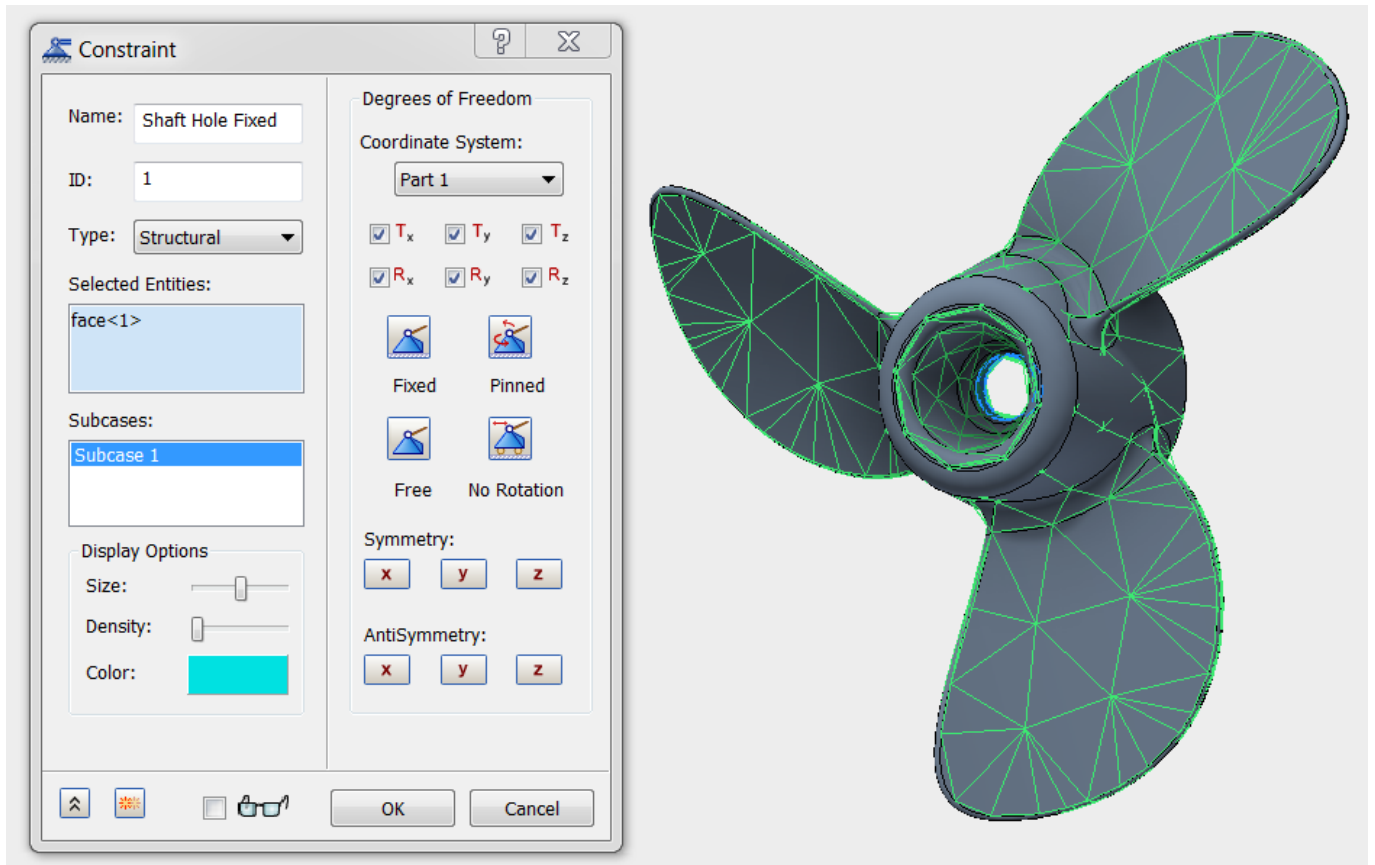 Constraint
Name: Shaft Hole Fixed
ID: 1
Type: Structural
Selected Entities:
face<1>
Subcases:
Subcase 1
Display Options
Size:
Density:
Color:
Degrees of Freedom
Coordinate System:
Part 1
Tx Ty Tz
Rx Ry Rz
Fixed Pinned
Free No Rotation
Symmetry:
x y z
AntiSymmetry:
x y z
OK Cancel